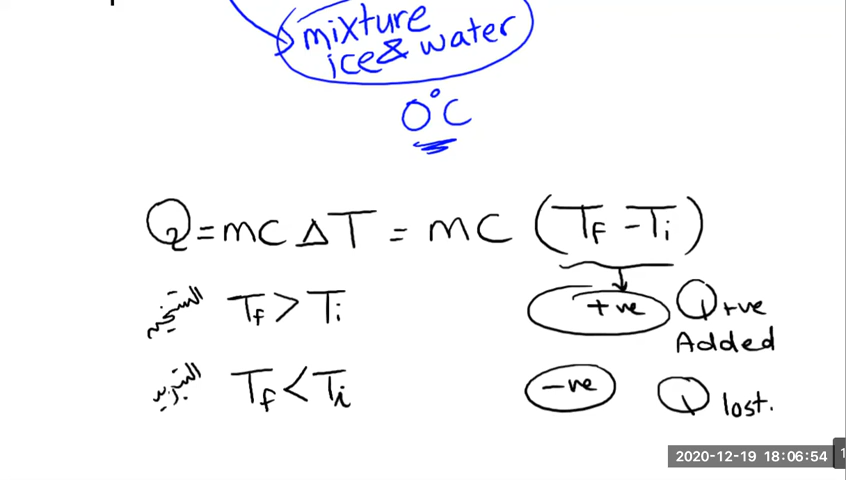 mixture
ice & water
0°C
Q₂ = mc ΔT = mc (Tf - Ti)
التسخين Tf > Ti +ve Q +ve
Added
التبريد Tf < Ti -ve Q lost.
2020-12-19 18:06:54